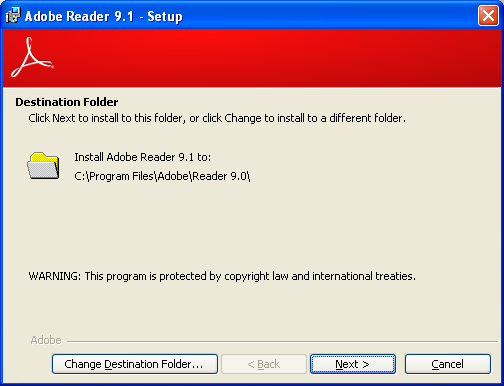 Adobe Reader 9.1 - Setup
Destination Folder
Click Next to install to this folder, or click Change to install to a different folder.
Install Adobe Reader 9.1 to:
C:\Program Files\Adobe\Reader 9.0\
WARNING: This program is protected by copyright law and international treaties.
Adobe
Change Destination Folder... < Back Next > Cancel